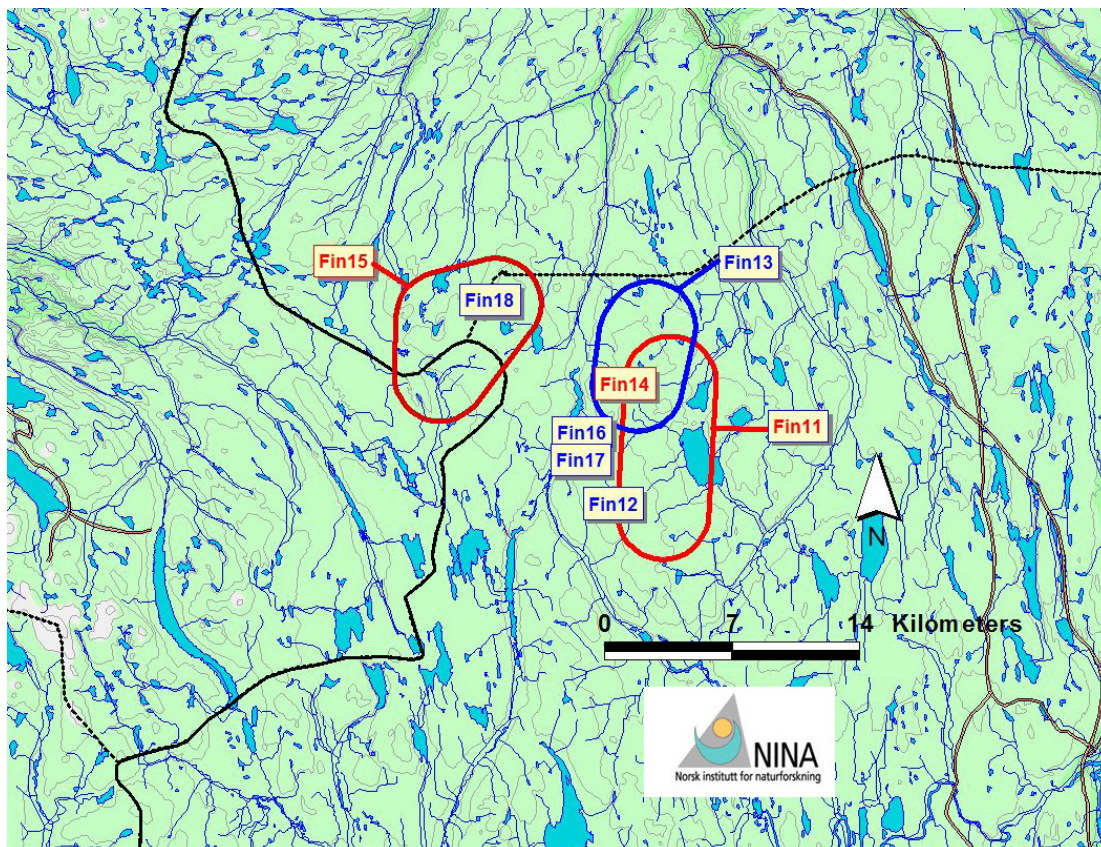 Fin15
Fin13
Fin18
Fin14
Fin11
Fin16
Fin17
Fin12
N
0 7 14 Kilometers
NINA
Norsk institutt for naturforskning